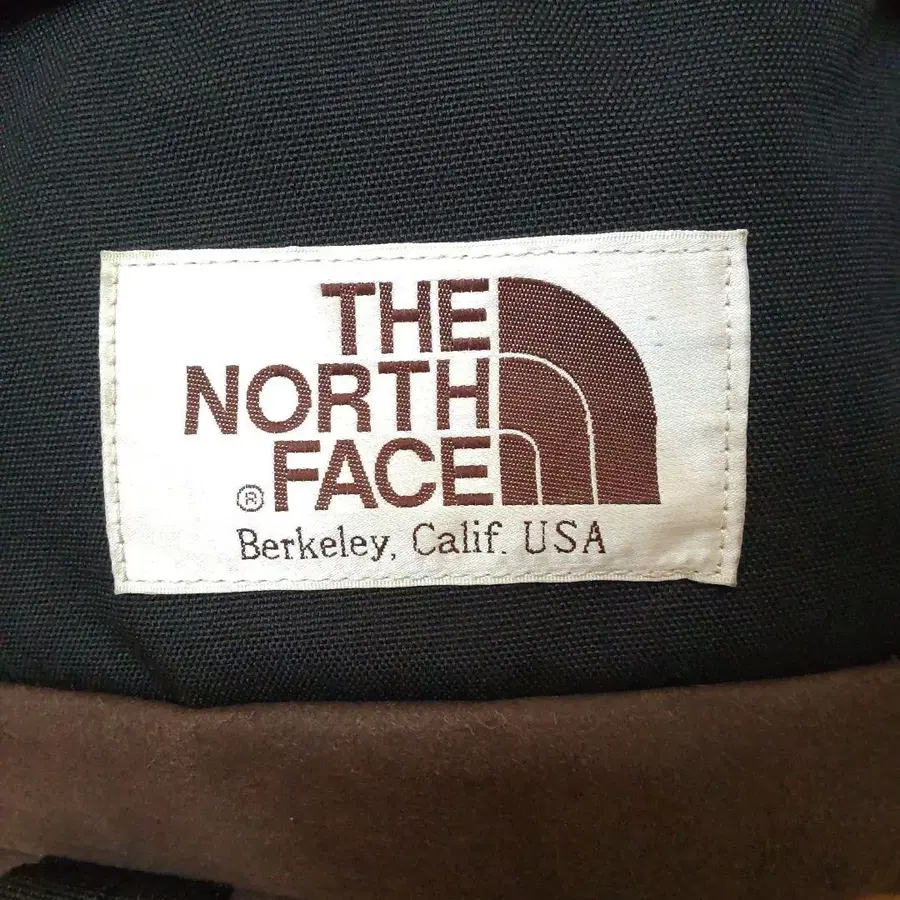 THE
NORTH
® FACE
Berkeley, Calif. USA